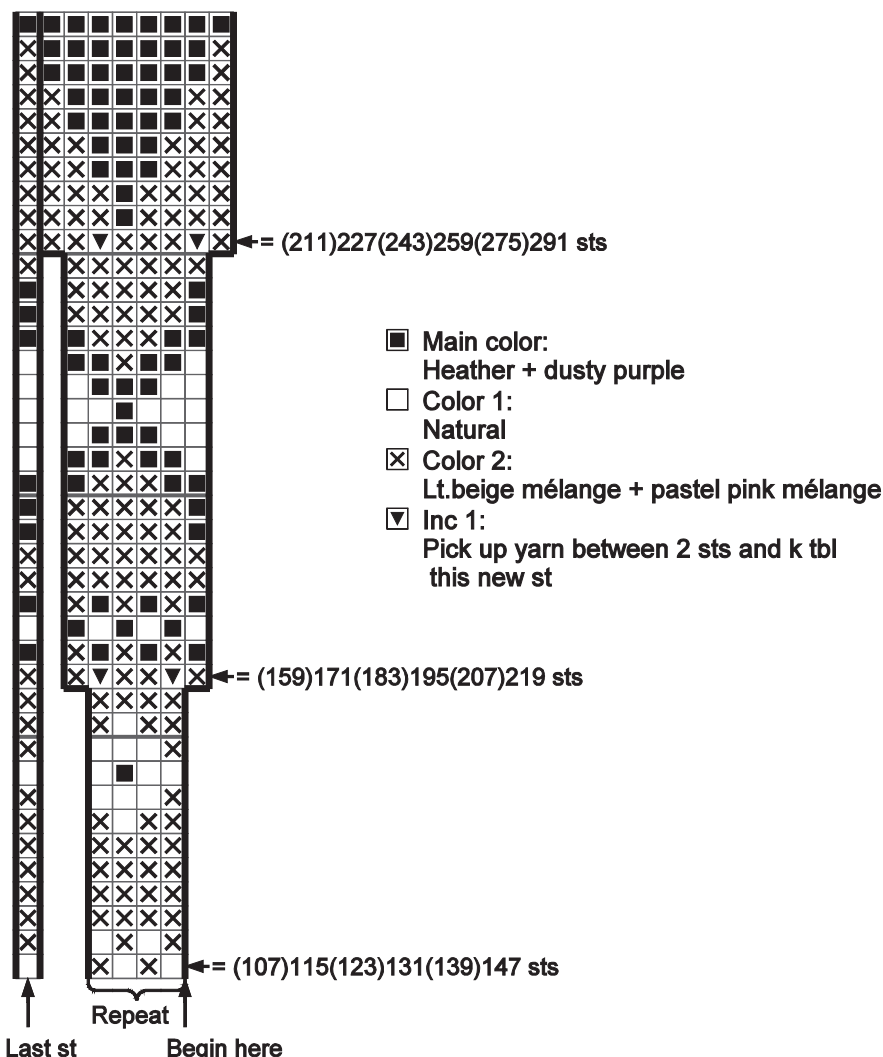 = (211)227(243)259(275)291 sts
Main color:
Heather + dusty purple
Color 1:
Natural
Color 2:
Lt.beige mélange + pastel pink mélange
Inc 1:
Pick up yarn between 2 sts and k tbl
this new st
= (159)171(183)195(207)219 sts
= (107)115(123)131(139)147 sts
Repeat
Last st
Begin here